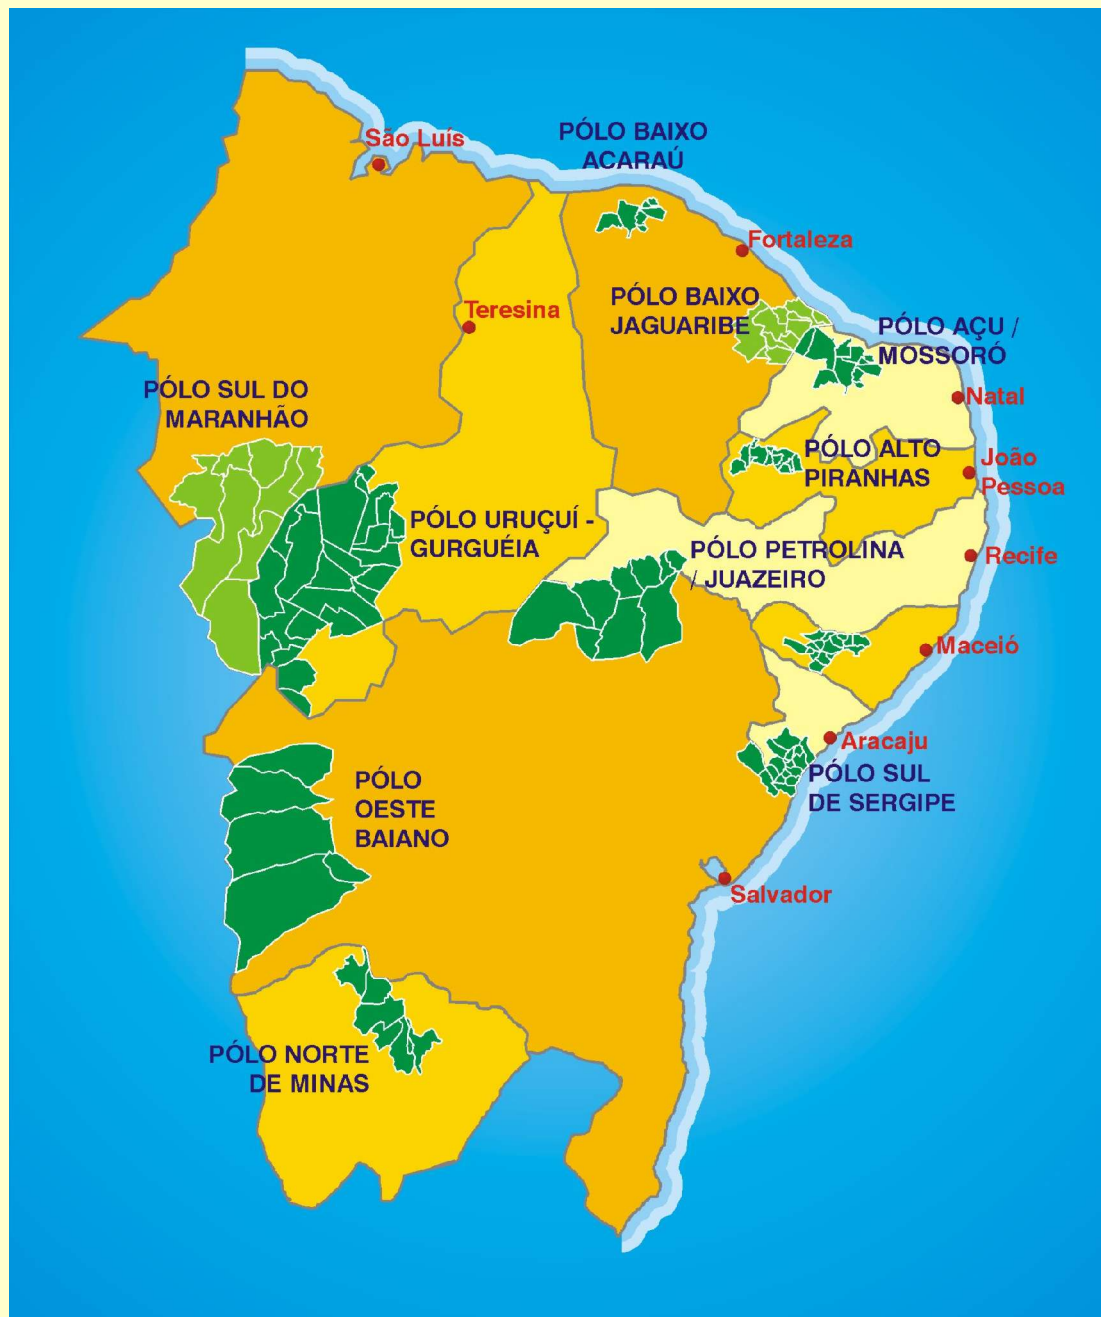 PÓLO BAIXO
ACARAÚ
São Luís
Fortaleza
PÓLO BAIXO
JAGUARIBE
Teresina
PÓLO AÇU /
MOSSORÓ
PÓLO SUL DO
MARANHÃO
Natal
PÓLO ALTO
PIRANHAS
João
Pessoa
PÓLO URUÇUÍ -
GURGUÉIA
PÓLO PETROLINA
/ JUAZEIRO
Recife
Maceió
Aracaju
PÓLO SUL
DE SERGIPE
PÓLO
OESTE
BAIANO
Salvador
PÓLO NORTE
DE MINAS